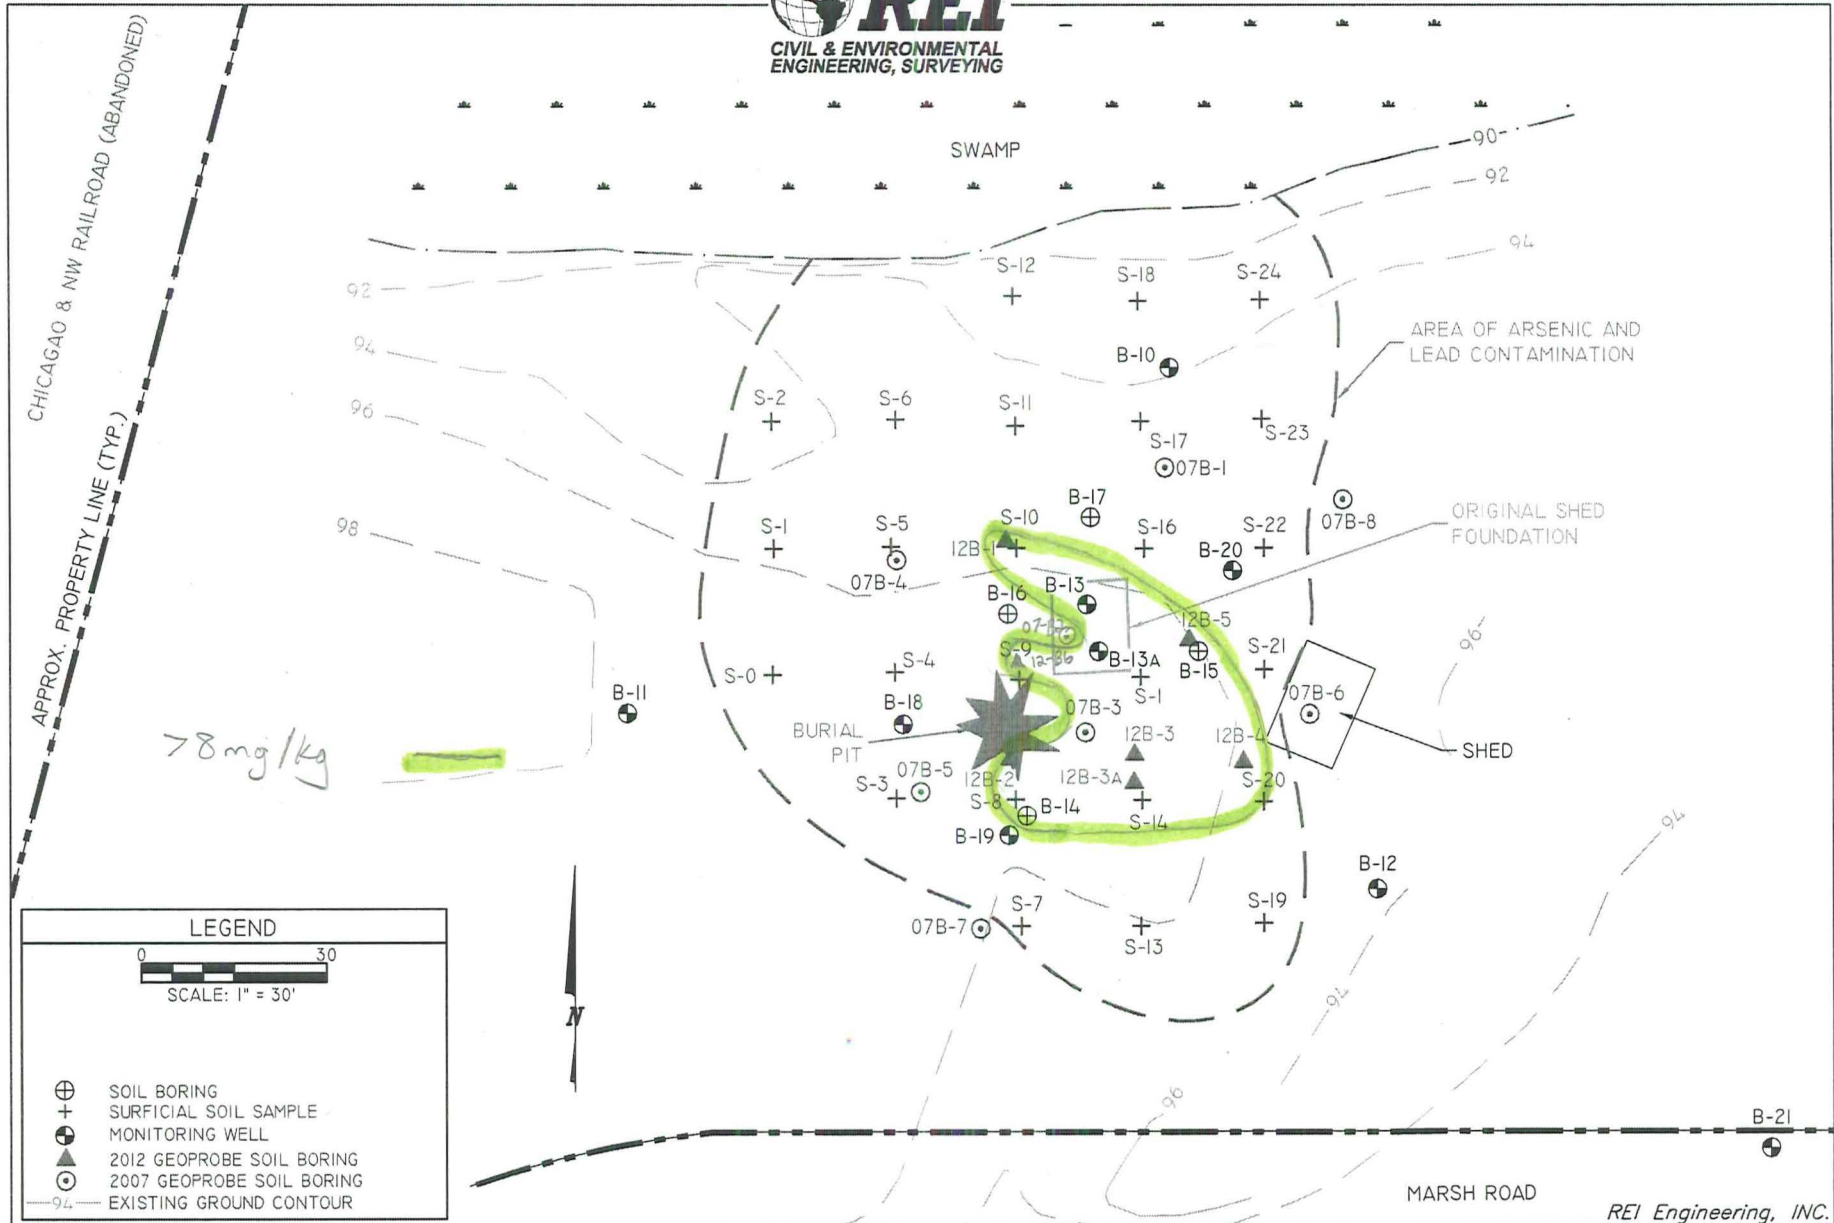 REI
CIVIL & ENVIRONMENTAL
ENGINEERING, SURVEYING
CHICAGAO & NW RAILROAD (ABANDONED)
APPROX. PROPERTY LINE (TYP.)
SWAMP
90
92
94
S-12
S-18
S-24
92
94
96
98
B-10
AREA OF ARSENIC AND
LEAD CONTAMINATION
S-2
S-6
S-11
S-17
S-23
07B-1
07B-8
B-17
ORIGINAL SHED
FOUNDATION
S-1
S-5
S-10
S-16
S-22
12B-1
B-20
07B-4
B-16
B-13
12B-5
96
S-9
12-B6
B-13A
B-15
S-21
S-0
S-4
S-1
B-11
B-18
07B-3
07B-6
BURIAL
PIT
12B-3
12B-4
SHED
>8mg/kg
07B-5
12B-2
12B-3A
S-3
S-8
B-14
S-14
S-20
B-19
94
B-12
S-7
S-19
07B-7
S-13
94
96
LEGEND
0 30
SCALE: 1" = 30'
N
SOIL BORING
SURFICIAL SOIL SAMPLE
MONITORING WELL
2012 GEOPROBE SOIL BORING
2007 GEOPROBE SOIL BORING
94 EXISTING GROUND CONTOUR
B-21
MARSH ROAD
REI Engineering, INC.